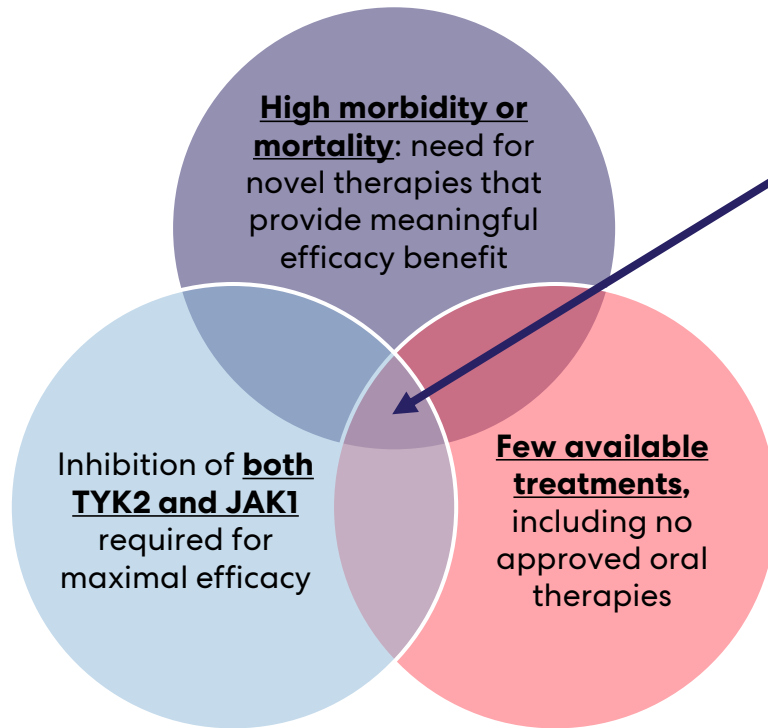 High morbidity or
mortality: need for
novel therapies that
provide meaningful
efficacy benefit
Inhibition of both
TYK2 and JAK1
required for
maximal efficacy
Few available
treatments,
including no
approved oral
therapies